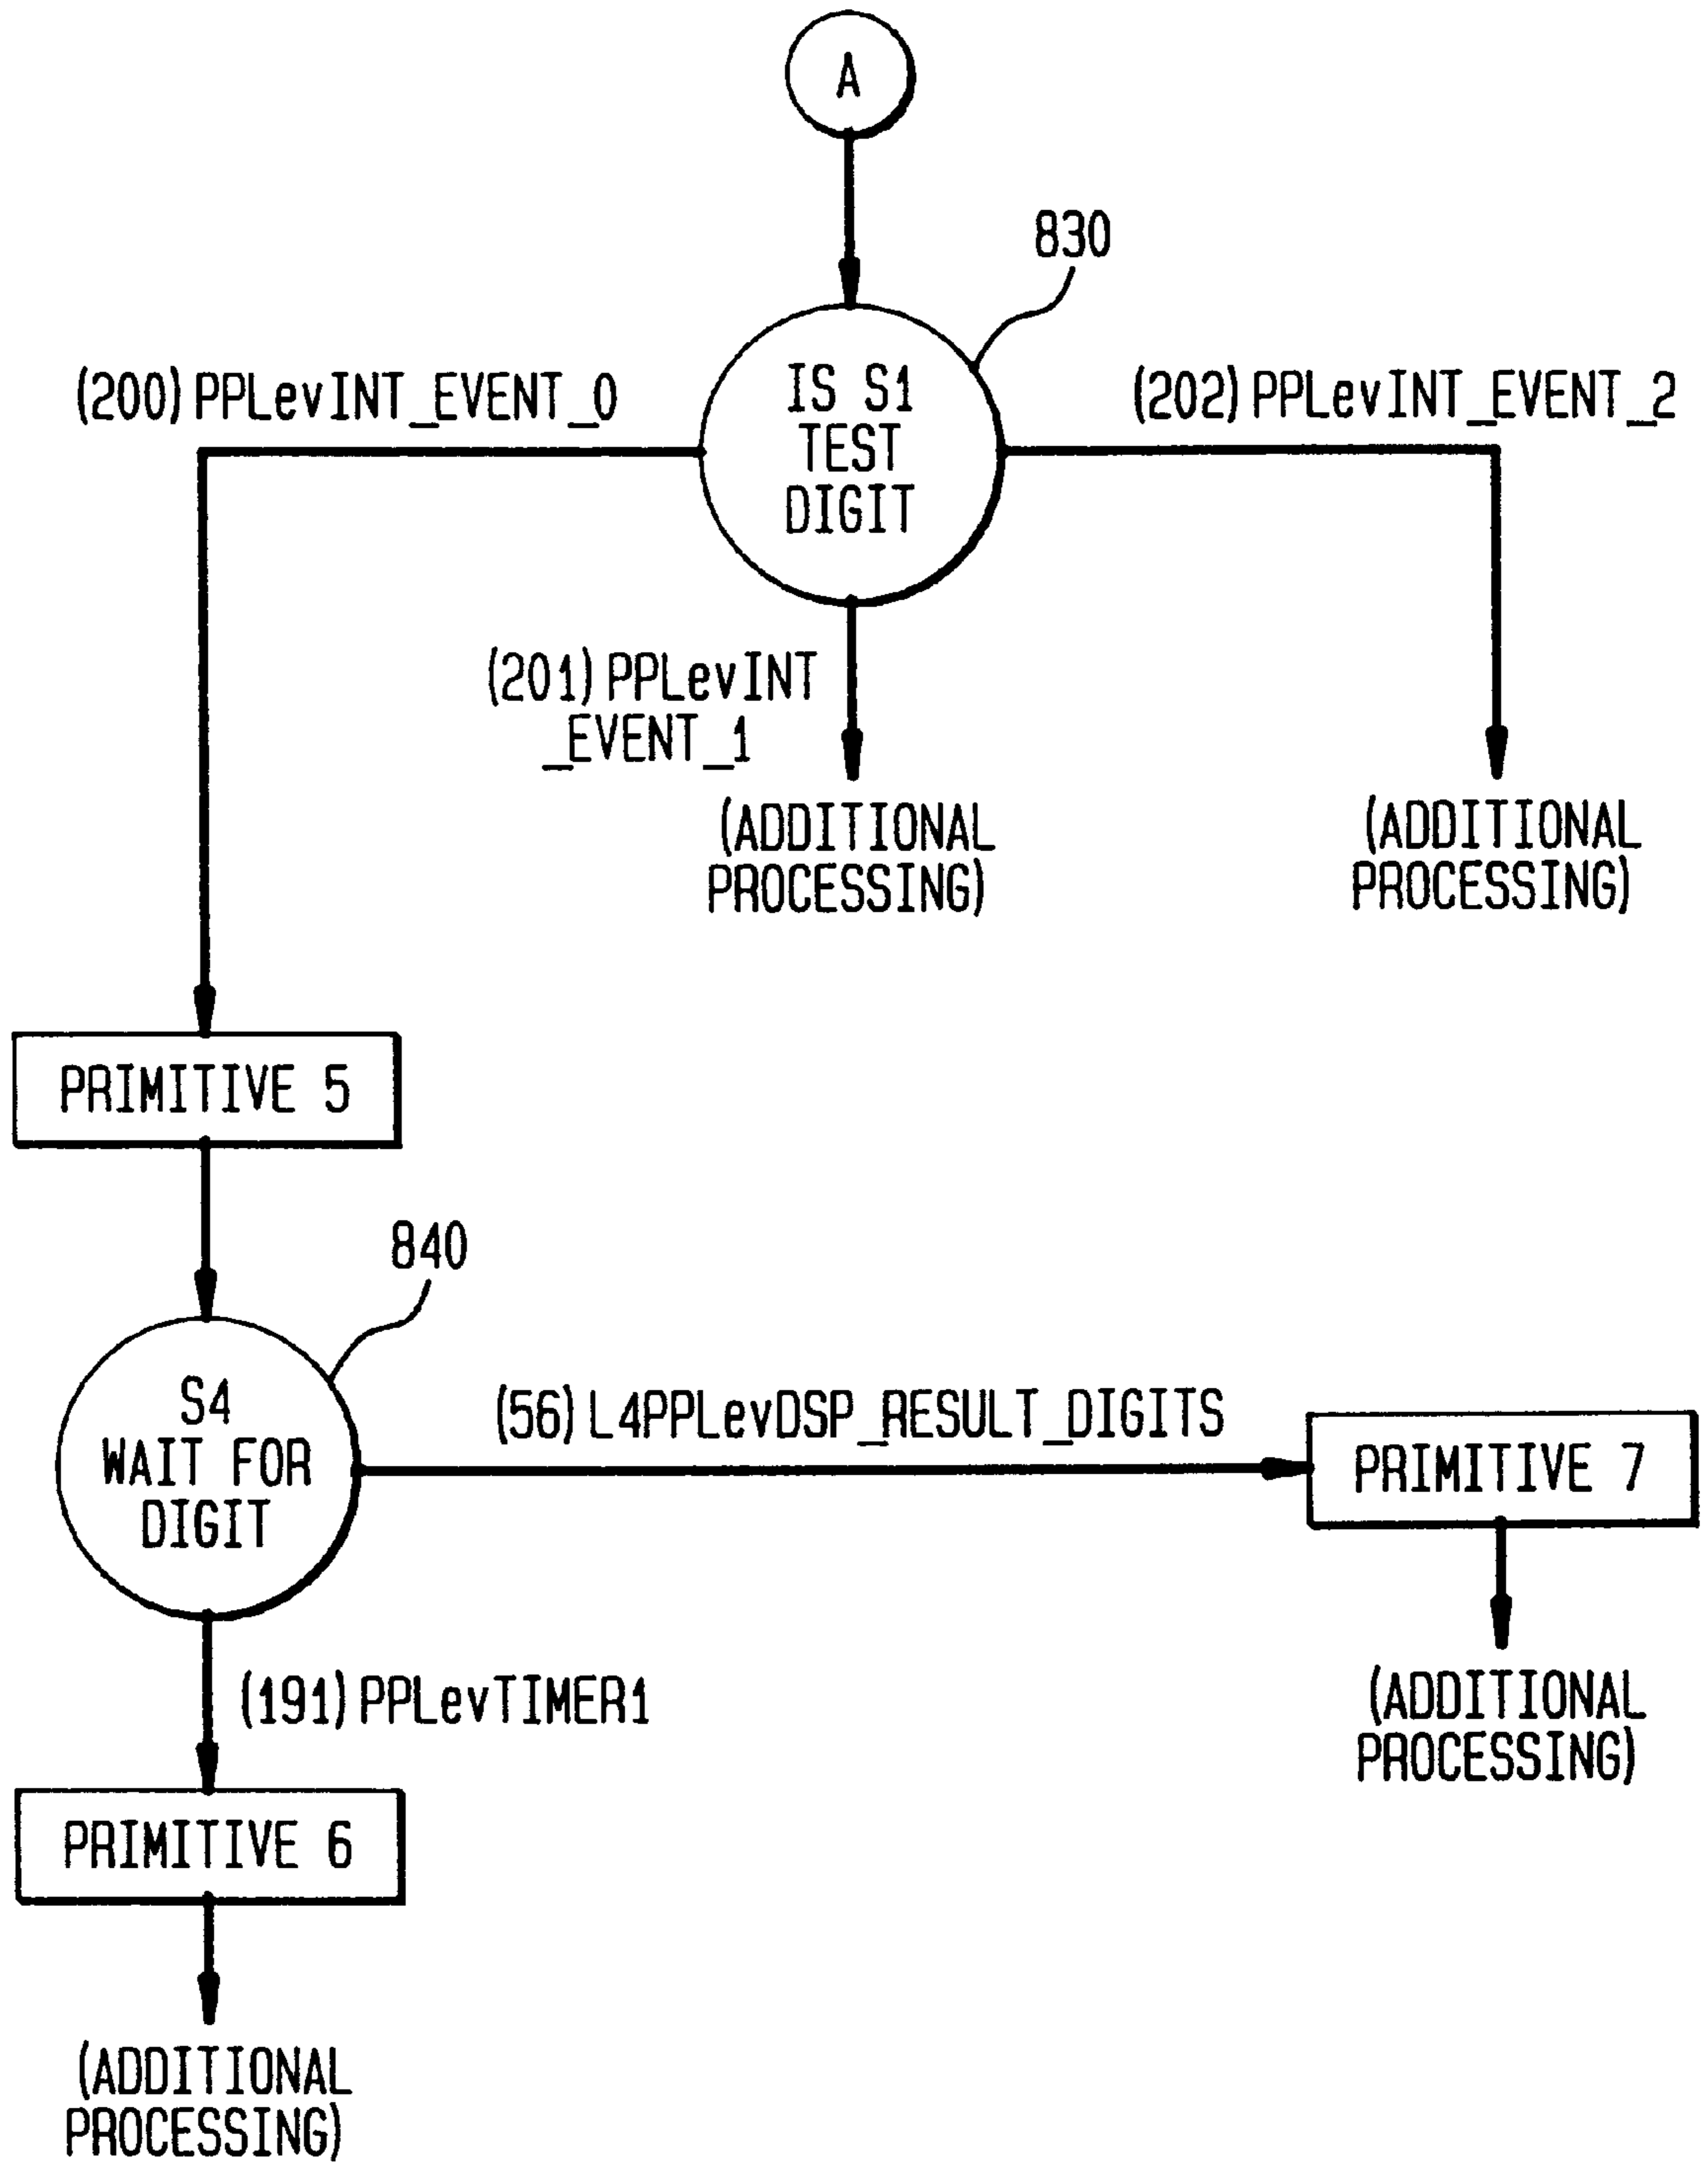 A
830
(200) PPLevINT_EVENT_0
IS S1
TEST
DIGIT
(202) PPLevINT_EVENT_2
(201) PPLevINT
_EVENT_1
(ADDITIONAL
PROCESSING)
(ADDITIONAL
PROCESSING)
PRIMITIVE 5
840
S4
WAIT FOR
DIGIT
(56) L4PPLevDSP_RESULT_DIGITS
PRIMITIVE 7
(191) PPLevTIMER1
(ADDITIONAL
PROCESSING)
PRIMITIVE 6
(ADDITIONAL
PROCESSING)